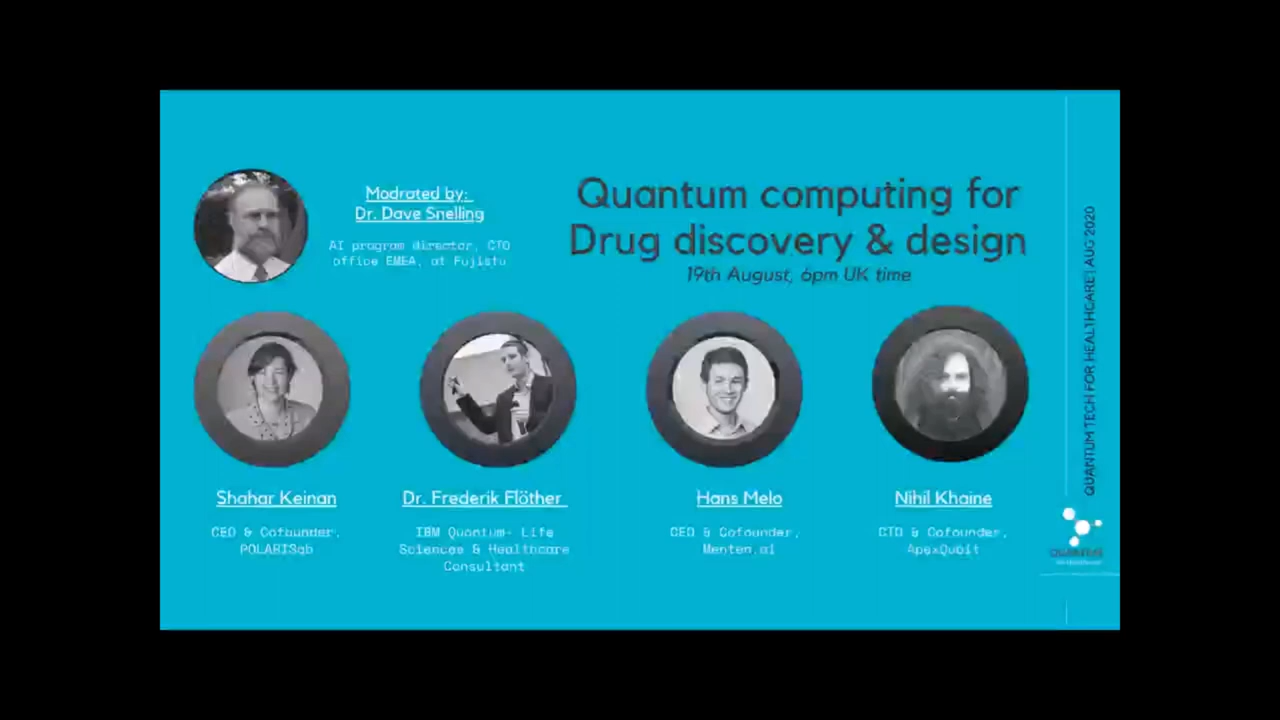 Modrated by:
Dr. Dave Snelling
AI program director, CTO
office EMEA, at Fujistu
Quantum computing for
Drug discovery & design
19th August, 6pm UK time
Shahar Keinan
CEO & Cofounder,
POLARISqb
Dr. Frederik Flöther
IBM Quantum- Life
Sciences & Healthcare
Consultant
Hans Melo
CEO & Cofounder,
Menten.ai
Nihil Khaine
CTO & Cofounder,
ApexQubit
QUANTUM TECH FOR HEALTHCARE| AUG 2020
QUANTUM